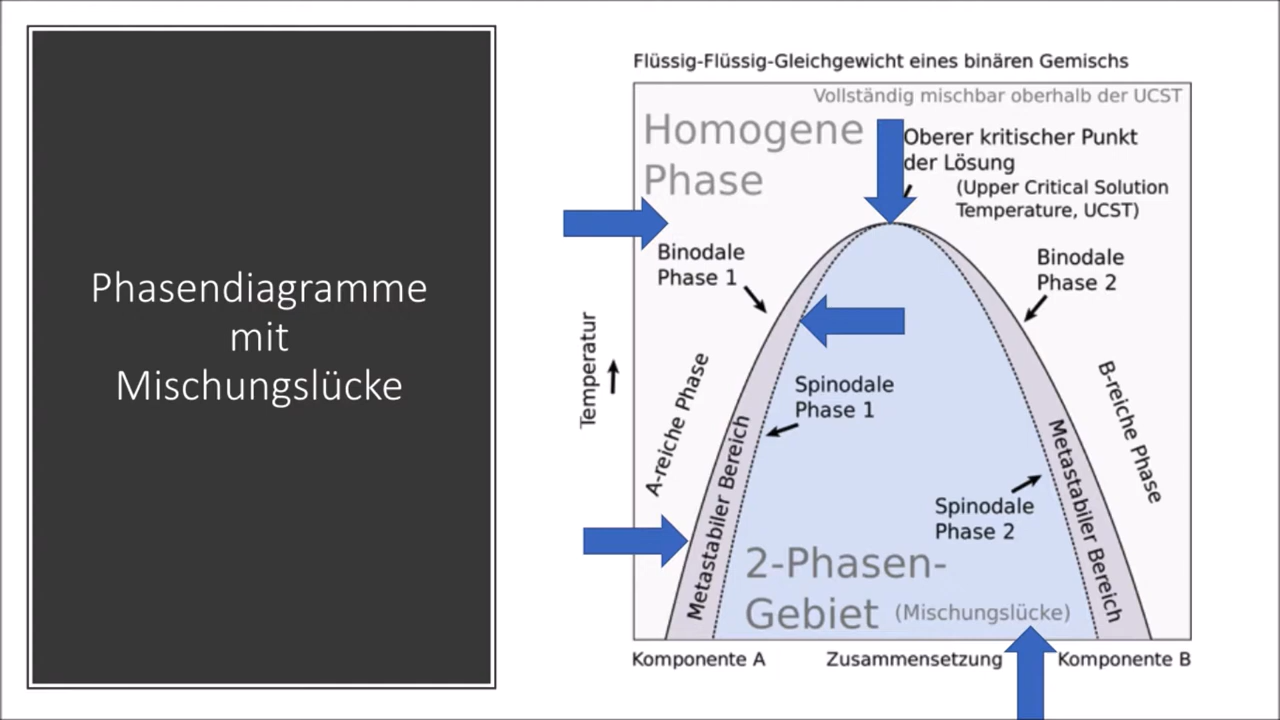 Phasendiagramme
mit
Mischungslücke
Flüssig-Flüssig-Gleichgewicht eines binären Gemischs
Vollständig mischbar oberhalb der UCST
Homogene
Phase
Oberer kritischer Punkt
der Lösung
(Upper Critical Solution
Temperature, UCST)
Binodale
Phase 1
Binodale
Phase 2
Temperatur
A-reiche Phase
Metastabiler Bereich
Spinodale
Phase 1
B-reiche Phase
Metastabiler Bereich
Spinodale
Phase 2
2-Phasen-
Gebiet (Mischungslücke)
Komponente A Zusammensetzung Komponente B